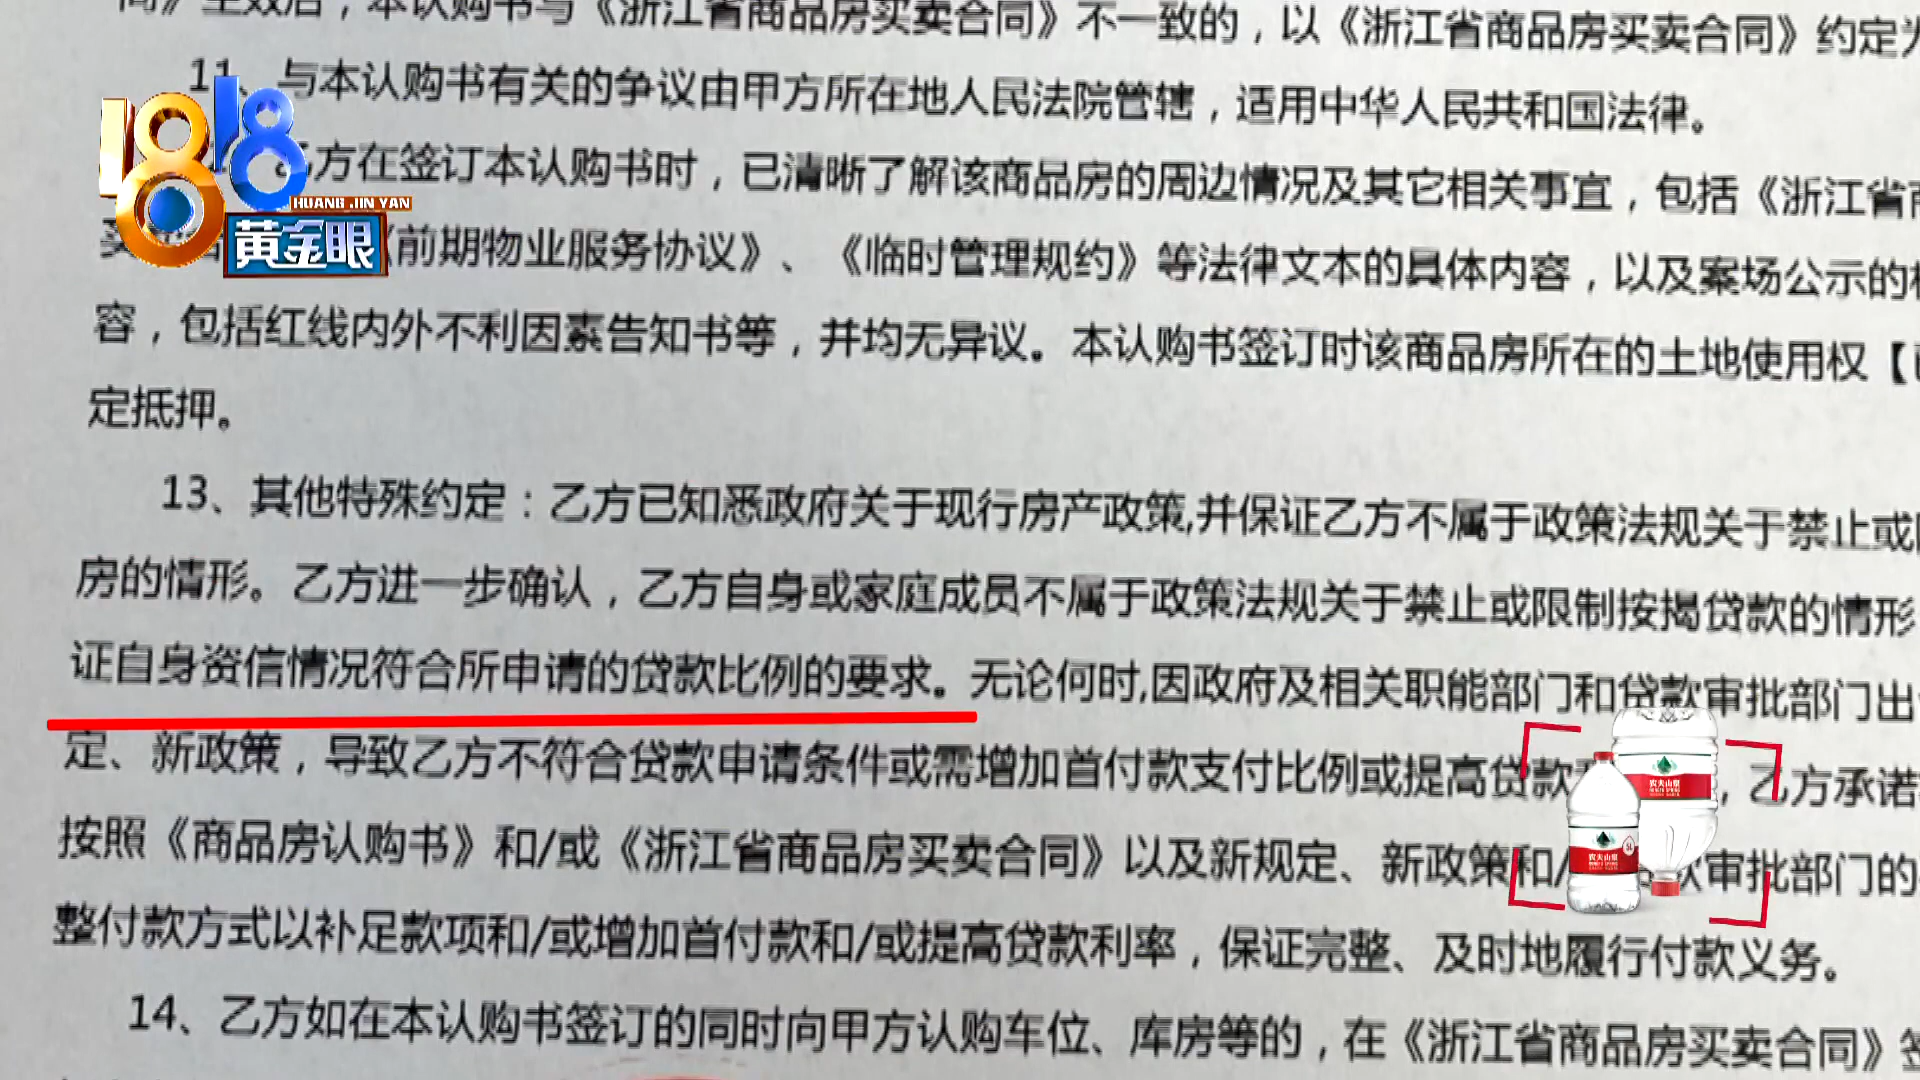 》生效后，本认购书与《浙江省商品房买卖合同》不一致的，以《浙江省商品房买卖合同》约定为
11、与本认购书有关的争议由甲方所在地人民法院管辖，适用中华人民共和国法律。
乙方在签订本认购书时，已清晰了解该商品房的周边情况及其它相关事宜，包括《浙江省商
1818
HUANG JIN YAN
黄金眼
《前期物业服务协议》、《临时管理规约》等法律文本的具体内容，以及案场公示的
容，包括红线内外不利因素告知书等，并均无异议。本认购书签订时该商品房所在的土地使用权【已
定抵押。
13、其他特殊约定：乙方已知悉政府关于现行房产政策,并保证乙方不属于政策法规关于禁止或
房的情形。乙方进一步确认，乙方自身或家庭成员不属于政策法规关于禁止或限制按揭贷款的情形
证自身资信情况符合所申请的贷款比例的要求。无论何时,因政府及相关职能部门和贷款审批部门出
定、新政策，导致乙方不符合贷款申请条件或需增加首付款支付比例或提高贷款，乙方承诺
按照《商品房认购书》和/或《浙江省商品房买卖合同》以及新规定、新政策和/款审批部门的
整付款方式以补足款项和/或增加首付款和/或提高贷款利率，保证完整、及时地履行付款义务。
14、乙方如在本认购书签订的同时向甲方认购车位、库房等的，在《浙江省商品房买卖合同》签
农夫山泉
农夫山泉
5L